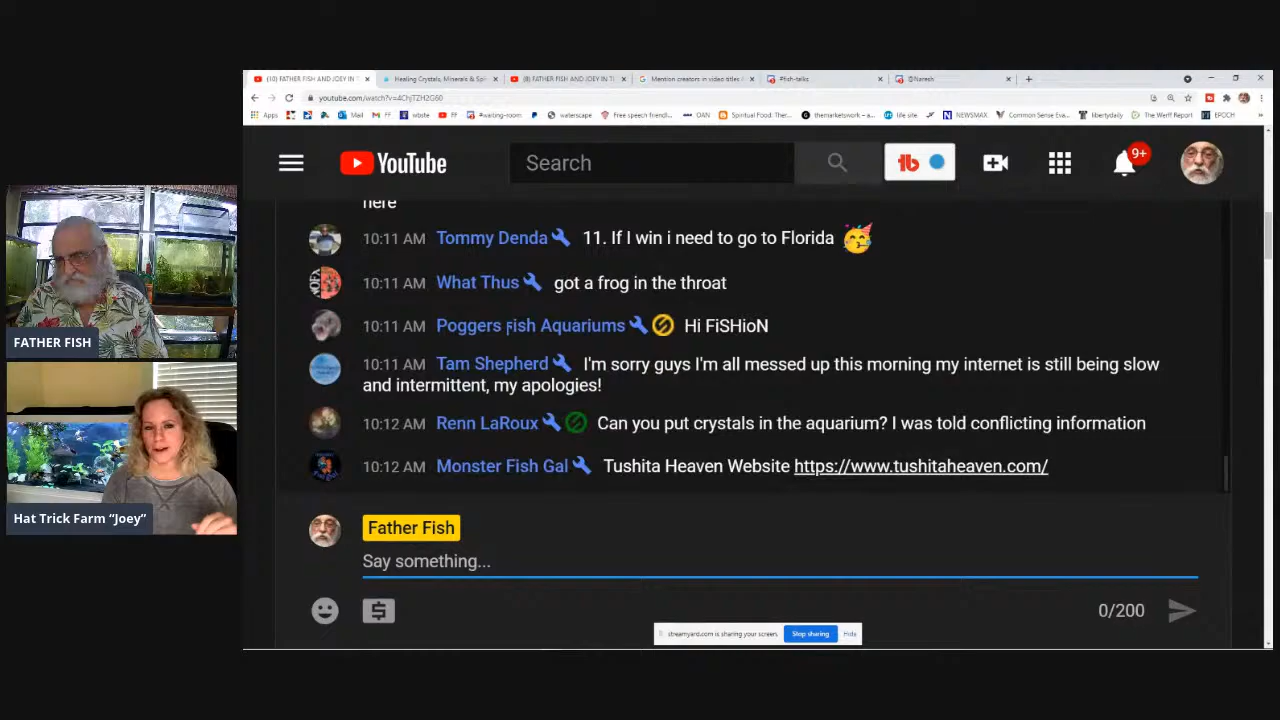 (10) FATHER FISH AND JOEY IN T
Healing Crystals, Minerals & Spi
(8) FATHER FISH AND JOEY IN TI
Mention creators in video titles
#fish-talks
@Naresh
youtube.com/watch?v=4ChjTZH2G60
Apps
Mail
FF
wbste
FF
#waiting-room
waterscape
Free speech friendl...
OAN
Spiritual Food: The...
themarketswork – a...
life site
NEWSMAX
Common Sense Eva...
libertydaily
The Werff Report
EPOCH
YouTube
Search
9+
here
10:11 AM Tommy Denda 11. If I win i need to go to Florida 🥳
10:11 AM What Thus got a frog in the throat
10:11 AM Poggers fish Aquariums Hi FiSHioN
10:11 AM Tam Shepherd I'm sorry guys I'm all messed up this morning my internet is still being slow
and intermittent, my apologies!
10:12 AM Renn LaRoux Can you put crystals in the aquarium? I was told conflicting information
10:12 AM Monster Fish Gal Tushita Heaven Website https://www.tushitaheaven.com/
Father Fish
Say something...
0/200
streamyard.com is sharing your screen.
Stop sharing
Hide
FATHER FISH
Hat Trick Farm “Joey”
NOFX